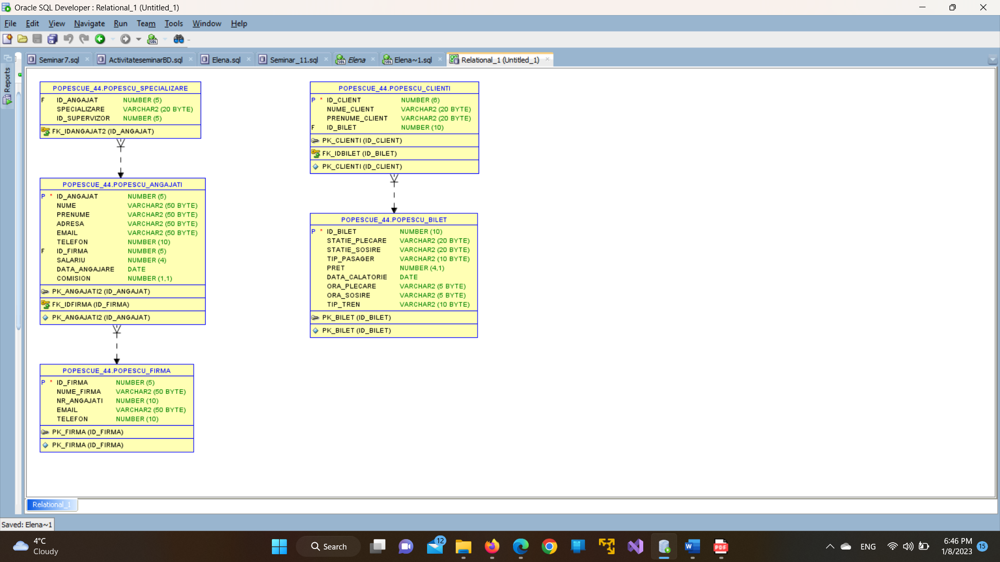 Oracle SQL Developer : Relational_1 (Untitled_1)
File Edit View Navigate Run Team Tools Window Help
Seminar7.sql ActivitateseminarBD.sql Elena.sql Seminar_11.sql Elena Elena~1.sql Relational_1 (Untitled_1)
Reports
POPESCUE_44.POPESCU_SPECIALIZARE
F ID_ANGAJAT NUMBER (5)
SPECIALIZARE VARCHAR2 (20 BYTE)
ID_SUPERVIZOR NUMBER (5)
FK_IDANGAJAT2 (ID_ANGAJAT)
POPESCUE_44.POPESCU_ANGAJATI
P * ID_ANGAJAT NUMBER (5)
NUME VARCHAR2 (50 BYTE)
PRENUME VARCHAR2 (50 BYTE)
ADRESA VARCHAR2 (50 BYTE)
EMAIL VARCHAR2 (50 BYTE)
TELEFON NUMBER (10)
F ID_FIRMA NUMBER (5)
SALARIU NUMBER (4)
DATA_ANGAJARE DATE
COMISION NUMBER (1,1)
PK_ANGAJATI2 (ID_ANGAJAT)
FK_IDFIRMA (ID_FIRMA)
PK_ANGAJATI2 (ID_ANGAJAT)
POPESCUE_44.POPESCU_FIRMA
P * ID_FIRMA NUMBER (5)
NUME_FIRMA VARCHAR2 (50 BYTE)
NR_ANGAJATI NUMBER (10)
EMAIL VARCHAR2 (50 BYTE)
TELEFON NUMBER (10)
PK_FIRMA (ID_FIRMA)
PK_FIRMA (ID_FIRMA)
POPESCUE_44.POPESCU_CLIENTI
P * ID_CLIENT NUMBER (6)
NUME_CLIENT VARCHAR2 (20 BYTE)
PRENUME_CLIENT VARCHAR2 (20 BYTE)
F ID_BILET NUMBER (10)
PK_CLIENTI (ID_CLIENT)
FK_IDBILET (ID_BILET)
PK_CLIENTI (ID_CLIENT)
POPESCUE_44.POPESCU_BILET
P * ID_BILET NUMBER (10)
STATIE_PLECARE VARCHAR2 (20 BYTE)
STATIE_SOSIRE VARCHAR2 (20 BYTE)
TIP_PASAGER VARCHAR2 (10 BYTE)
PRET NUMBER (4,1)
DATA_CALATORIE DATE
ORA_PLECARE VARCHAR2 (5 BYTE)
ORA_SOSIRE VARCHAR2 (5 BYTE)
TIP_TREN VARCHAR2 (10 BYTE)
PK_BILET (ID_BILET)
PK_BILET (ID_BILET)
Relational_1
Saved: Elena~1
4°C
Cloudy
Search
12
PDF
ENG
6:46 PM
1/8/2023
15